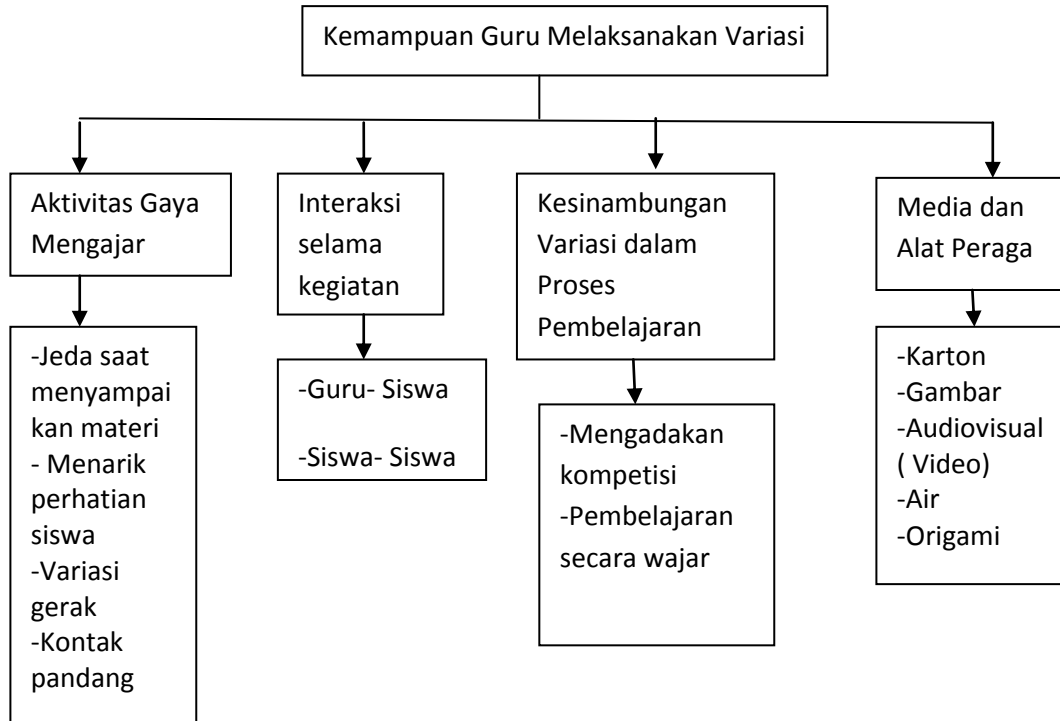 Kemampuan Guru Melaksanakan Variasi
Aktivitas Gaya
Mengajar
Interaksi
selama
kegiatan
Kesinambungan
Variasi dalam
Proses
Pembelajaran
Media dan
Alat Peraga
-Jeda saat
menyampai
kan materi
- Menarik
perhatian
siswa
-Variasi
gerak
-Kontak
pandang
-Guru- Siswa
-Siswa- Siswa
-Mengadakan
kompetisi
-Pembelajaran
secara wajar
-Karton
-Gambar
-Audiovisual
( Video)
-Air
-Origami